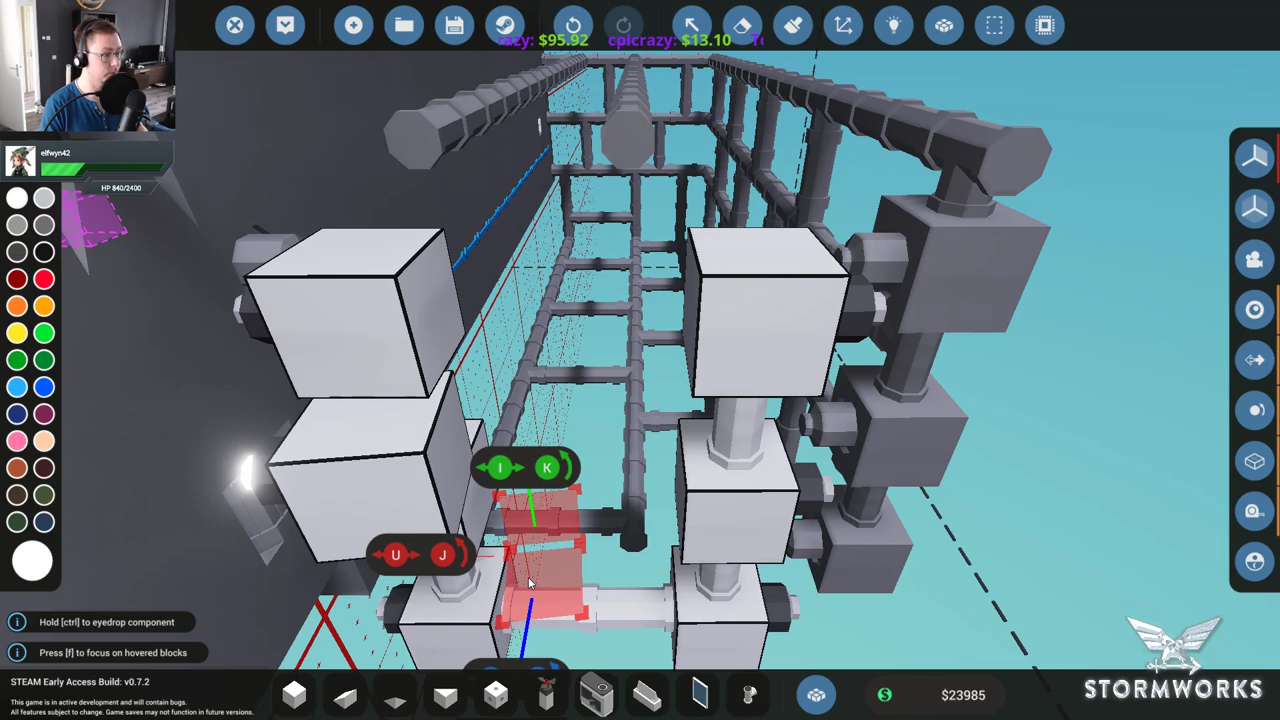 azy: $95.92 cplcrazy: $13.10
elfwyn42
HP 840/2400
I K
U J
Hold [ctrl] to eyedrop component
Press [f] to focus on hovered blocks
STEAM Early Access Build: v0.7.2
This game is in active development and will contain bugs.
All features subject to change. Game saves may not function in future versions.
$ $23985
STORMWORKS